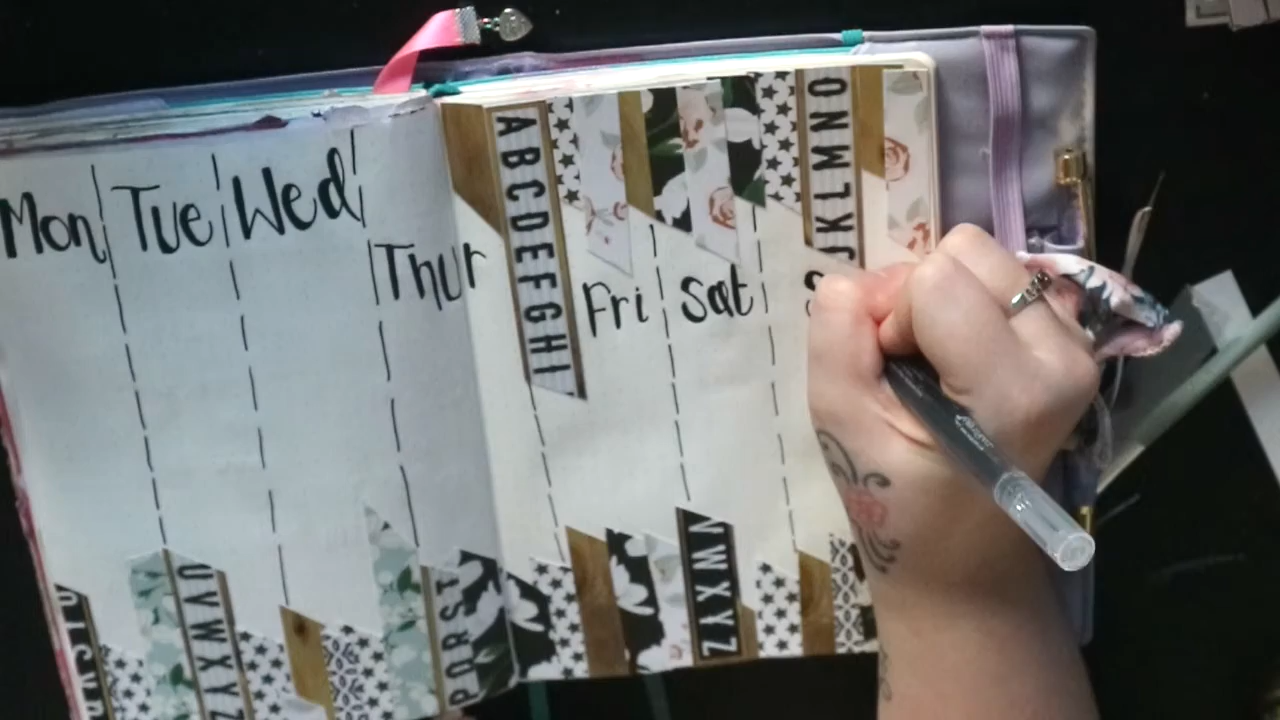 Mon Tue Wed
Thur
Fri Sat S
ABCDEFGHI
JKLMNO
UVWXYZ
PQRST
VWXYZ